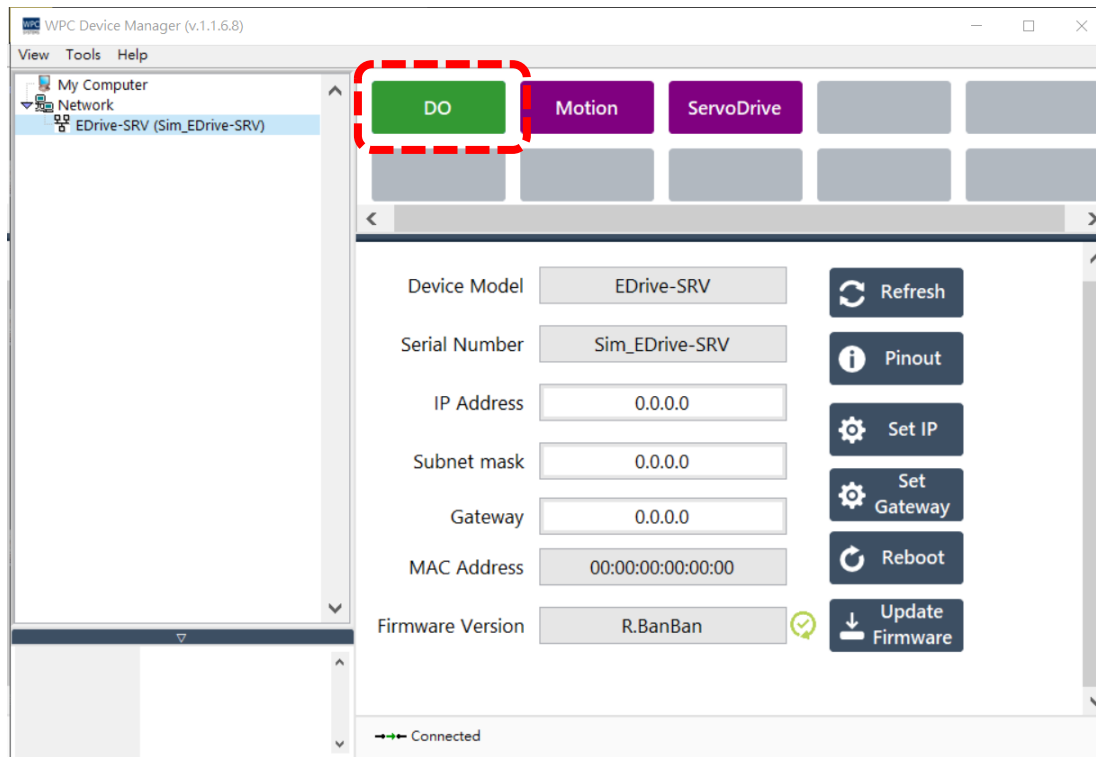 WPC Device Manager (v.1.1.6.8)
View Tools Help
My Computer
Network
EDrive-SRV (Sim_EDrive-SRV)
DO
Motion
ServoDrive
Device Model
EDrive-SRV
Refresh
Serial Number
Sim_EDrive-SRV
Pinout
IP Address
0.0.0.0
Set IP
Subnet mask
0.0.0.0
Set
Gateway
Gateway
0.0.0.0
MAC Address
00:00:00:00:00:00
Reboot
Firmware Version
R.BanBan
Update
Firmware
Connected